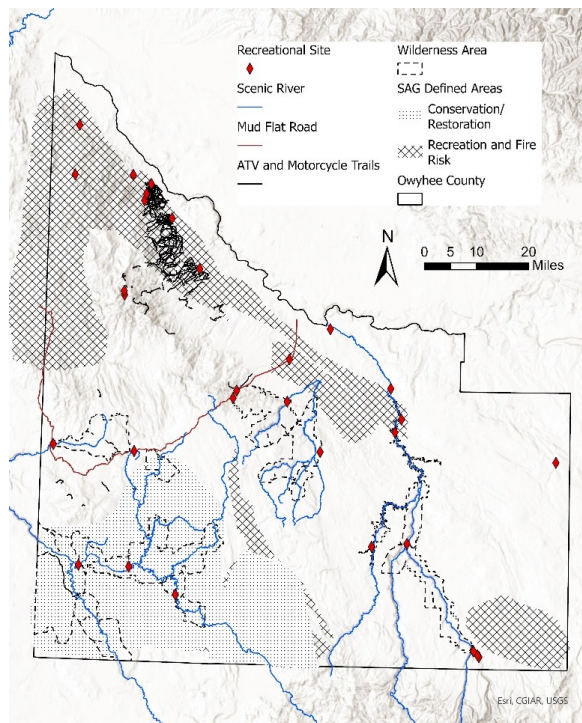 Recreational Site
Scenic River
Mud Flat Road
ATV and Motorcycle Trails
Wilderness Area
SAG Defined Areas
Conservation/
Restoration
Recreation and Fire
Risk
Owyhee County
N
0 5 10 20
Miles
Esri, CGIAR, USGS